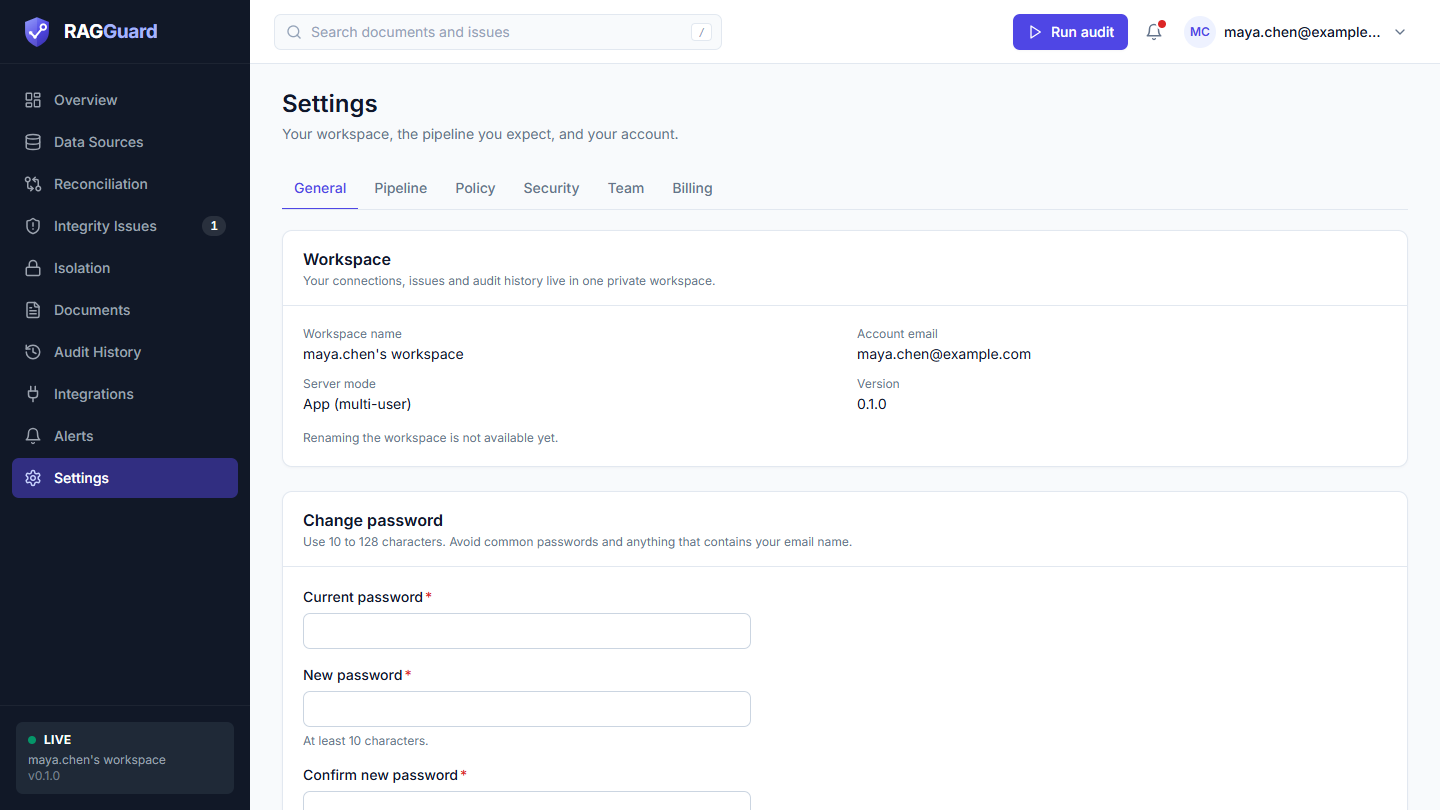 RAGGuard
Search documents and issues
/
Run audit
MC
maya.chen@example...
Overview
Data Sources
Reconciliation
Integrity Issues
1
Isolation
Documents
Audit History
Integrations
Alerts
Settings
LIVE
maya.chen's workspace
v0.1.0
Settings
Your workspace, the pipeline you expect, and your account.
General
Pipeline
Policy
Security
Team
Billing
Workspace
Your connections, issues and audit history live in one private workspace.
Workspace name
maya.chen's workspace
Account email
maya.chen@example.com
Server mode
App (multi-user)
Version
0.1.0
Renaming the workspace is not available yet.
Change password
Use 10 to 128 characters. Avoid common passwords and anything that contains your email name.
Current password *
New password *
At least 10 characters.
Confirm new password *